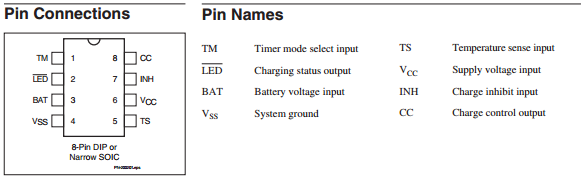 Pin Connections
TM 1 8 CC
LED 2 7 INH
BAT 3 6 VCC
VSS 4 5 TS
8-Pin DIP or
Narrow SOIC
Pin Names
TM Timer mode select input TS Temperature sense input
LED Charging status output VCC Supply voltage input
BAT Battery voltage input INH Charge inhibit input
VSS System ground CC Charge control output